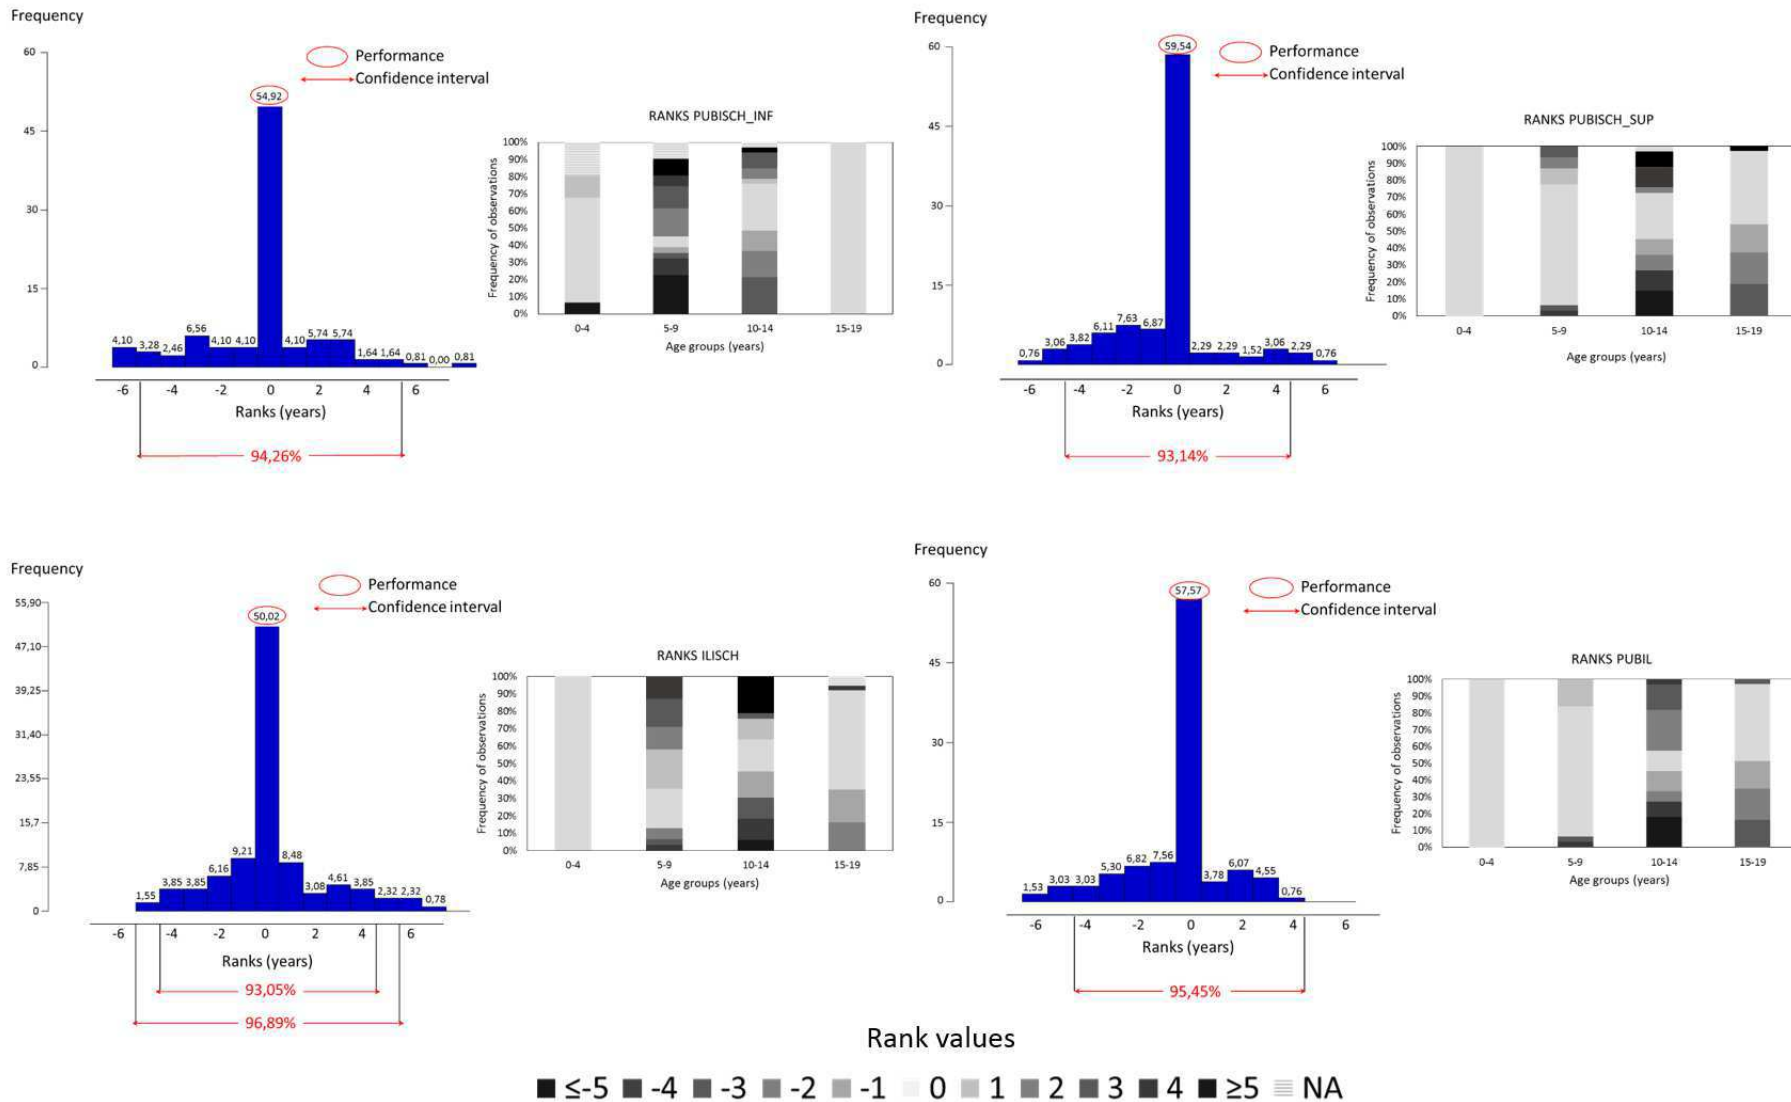 Frequency
60
45
30
15
0
54,92
4,10 3,28 2,46 6,56 4,10 4,10 4,10 5,74 5,74 1,64 1,64 0,81 0,00 0,81
-6 -4 -2 0 2 4 6
Ranks (years)
94,26%
Performance
Confidence interval
RANKS PUBISCH_INF
Frequency of observations
100%
90%
80%
70%
60%
50%
40%
30%
20%
10%
0%
0-4 5-9 10-14 15-19
Age groups (years)
Frequency
60
45
30
15
0
59,54
0,76 3,06 3,82 6,11 7,63 6,87 2,29 2,29 1,52 3,06 2,29 0,76
-6 -4 -2 0 2 4 6
Ranks (years)
93,14%
Performance
Confidence interval
RANKS PUBISCH_SUP
Frequency of observations
100%
90%
80%
70%
60%
50%
40%
30%
20%
10%
0%
0-4 5-9 10-14 15-19
Age groups (years)
Frequency
55,90
47,10
39,25
31,40
23,55
15,7
7,85
0
50,02
1,55 3,85 3,85 6,16 9,21 8,48 3,08 4,61 3,85 2,32 2,32 0,78
-6 -4 -2 0 2 4 6
Ranks (years)
93,05%
96,89%
Performance
Confidence interval
RANKS ILISCH
Frequency of observations
100%
90%
80%
70%
60%
50%
40%
30%
20%
10%
0%
0-4 5-9 10-14 15-19
Age groups (years)
Frequency
60
45
30
15
0
57,57
1,53 3,03 3,03 5,30 6,82 7,56 3,78 6,07 4,55 0,76
-6 -4 -2 0 2 4 6
Ranks (years)
95,45%
Performance
Confidence interval
RANKS PUBIL
Frequency of observations
100%
90%
80%
70%
60%
50%
40%
30%
20%
10%
0%
0-4 5-9 10-14 15-19
Age groups (years)
Rank values
≤-5 -4 -3 -2 -1 0 1 2 3 4 ≥5 NA